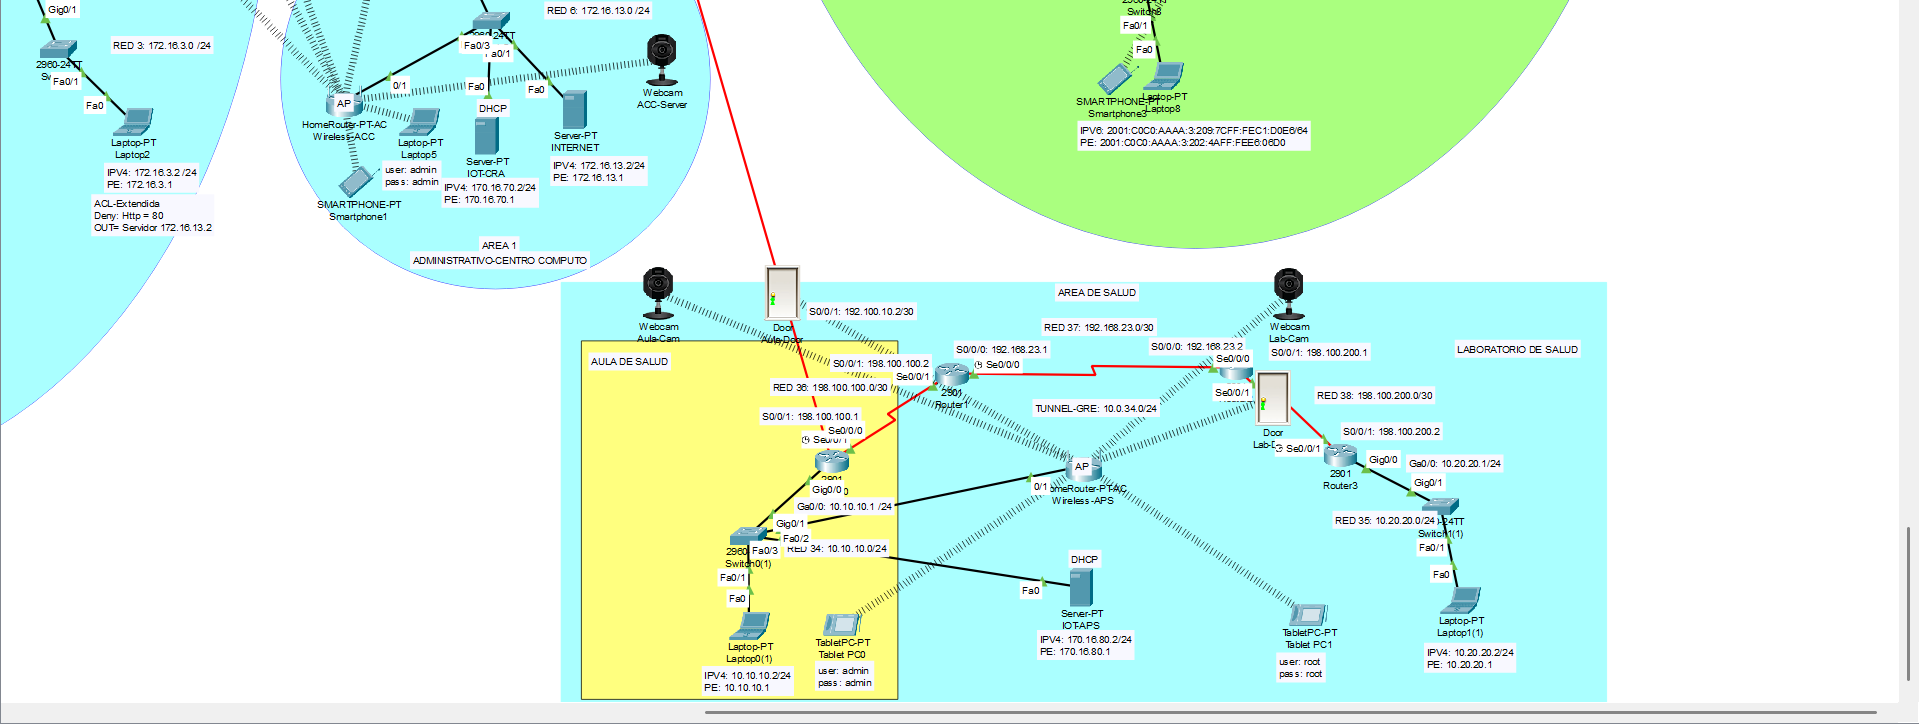 Gig0/1
RED 3: 172.16.3.0 /24
2960-24TT
Fa0/1
Fa0
Laptop-PT
Laptop2
IPV4: 172.16.3.2 /24
PE: 172.16.3.1
ACL-Extendida
Deny: Http = 80
OUT= Servidor 172.16.13.2
RED 6: 172.16.13.0 /24
Fa0/3
0/1
Fa0
Fa0
AP
HomeRouter-PT-AC
Wireless-ACC
Laptop-PT
Laptop5
user: admin
pass: admin
DHCP
Server-PT
IOT-CRA
IPV4: 170.16.70.2/24
PE: 170.16.70.1
Server-PT
INTERNET
IPV4: 172.16.13.2/24
PE: 172.16.13.1
Webcam
ACC-Server
SMARTPHONE-PT
Smartphone1
AREA 1
ADMINISTRATIVO-CENTRO COMPUTO
Fa0/1
Fa0
SMARTPHONE-PT
Smartphone3
Laptop-PT
Laptop8
IPV6: 2001:C0C0:AAAA:3:209:7CFF:FEC1:D0E6/64
PE: 2001:C0C0:AAAA:3:202:4AFF:FEE6:06D0
AREA DE SALUD
Webcam
Aula-Cam
Door
Aula-Door
S0/0/1: 192.100.10.2/30
RED 37: 192.168.23.0/30
Webcam
Lab-Cam
AULA DE SALUD
S0/0/1: 198.100.100.2
S0/0/0: 192.168.23.1
Se0/0/0
S0/0/0: 192.168.23.2
Se0/0/0
S0/0/1: 198.100.200.1
LABORATORIO DE SALUD
Se0/0/1
RED 36: 198.100.100.0/30
2901
Router1
Se0/0/1
TUNNEL-GRE: 10.0.34.0/24
RED 38: 198.100.200.0/30
S0/0/1: 198.100.100.1
Se0/0/0
Se0/0/1
Door
S0/0/1: 198.100.200.2
Se0/0/1
2901
Router3
Gig0/0
Ga0/0: 10.20.20.1/24
Gig0/1
AP
0/1
HomeRouter-PT-AC
Wireless -APS
Gig0/0
Ga0/0: 10.10.10.1 /24
Gig0/1
Fa0/2
Fa0/3
RED 34: 10.10.10.0/24
Switch0(1)
Fa0/1
Fa0
RED 35: 10.20.20.0/24
Switch1(1)
Fa0/1
Fa0
DHCP
Fa0
Server-PT
IOT-APS
IPV4: 170.16.80.2/24
PE: 170.16.80.1
Laptop-PT
Laptop0(1)
IPV4: 10.10.10.2/24
PE: 10.10.10.1
TabletPC-PT
Tablet PC0
user: admin
pass: admin
TabletPC-PT
Tablet PC1
user: root
pass: root
Laptop-PT
Laptop1(1)
IPV4: 10.20.20.2/24
PE: 10.20.20.1